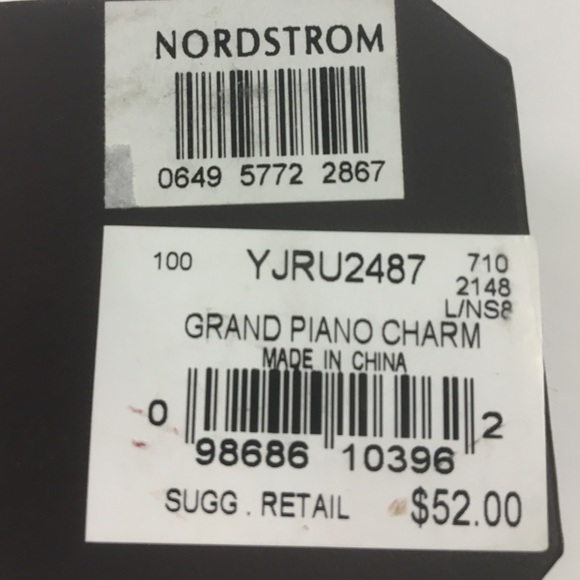 NORDSTROM
0649 5772 2867
100 YJRU2487 710
2148
L/NS8
GRAND PIANO CHARM
MADE IN CHINA
0 98686 10396 2
SUGG . RETAIL $52.00